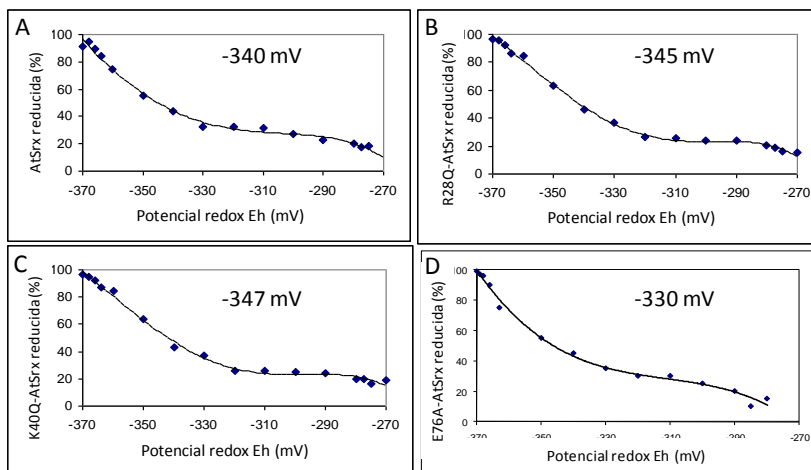 A
-340 mV
AtSrx reducida (%)
100
80
60
40
20
0
-370 -350 -330 -310 -290 -270
Potencial redox Eh (mV)
B
-345 mV
R28Q-AtSrx reducida (%)
100
80
60
40
20
0
-370 -350 -330 -310 -290 -270
Potencial redox Eh (mV)
C
-347 mV
K40Q-AtSrx reducida (%)
100
80
60
40
20
0
-370 -350 -330 -310 -290 -270
Potencial redox Eh (mV)
D
-330 mV
E76A-AtSrx reducida (%)
100
80
60
40
20
0
-370 -350 -330 -310 -290 -270
Potencial redox Eh (mV)